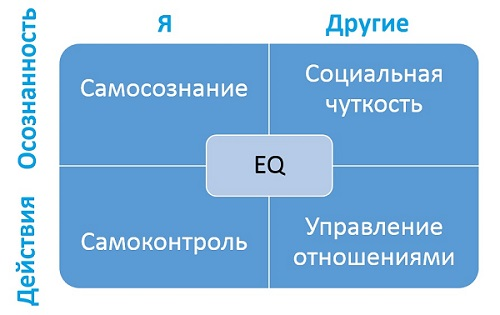 Я
Другие
Осознанность
Самосознание
Социальная
чуткость
EQ
Действия
Самоконтроль
Управление
отношениями